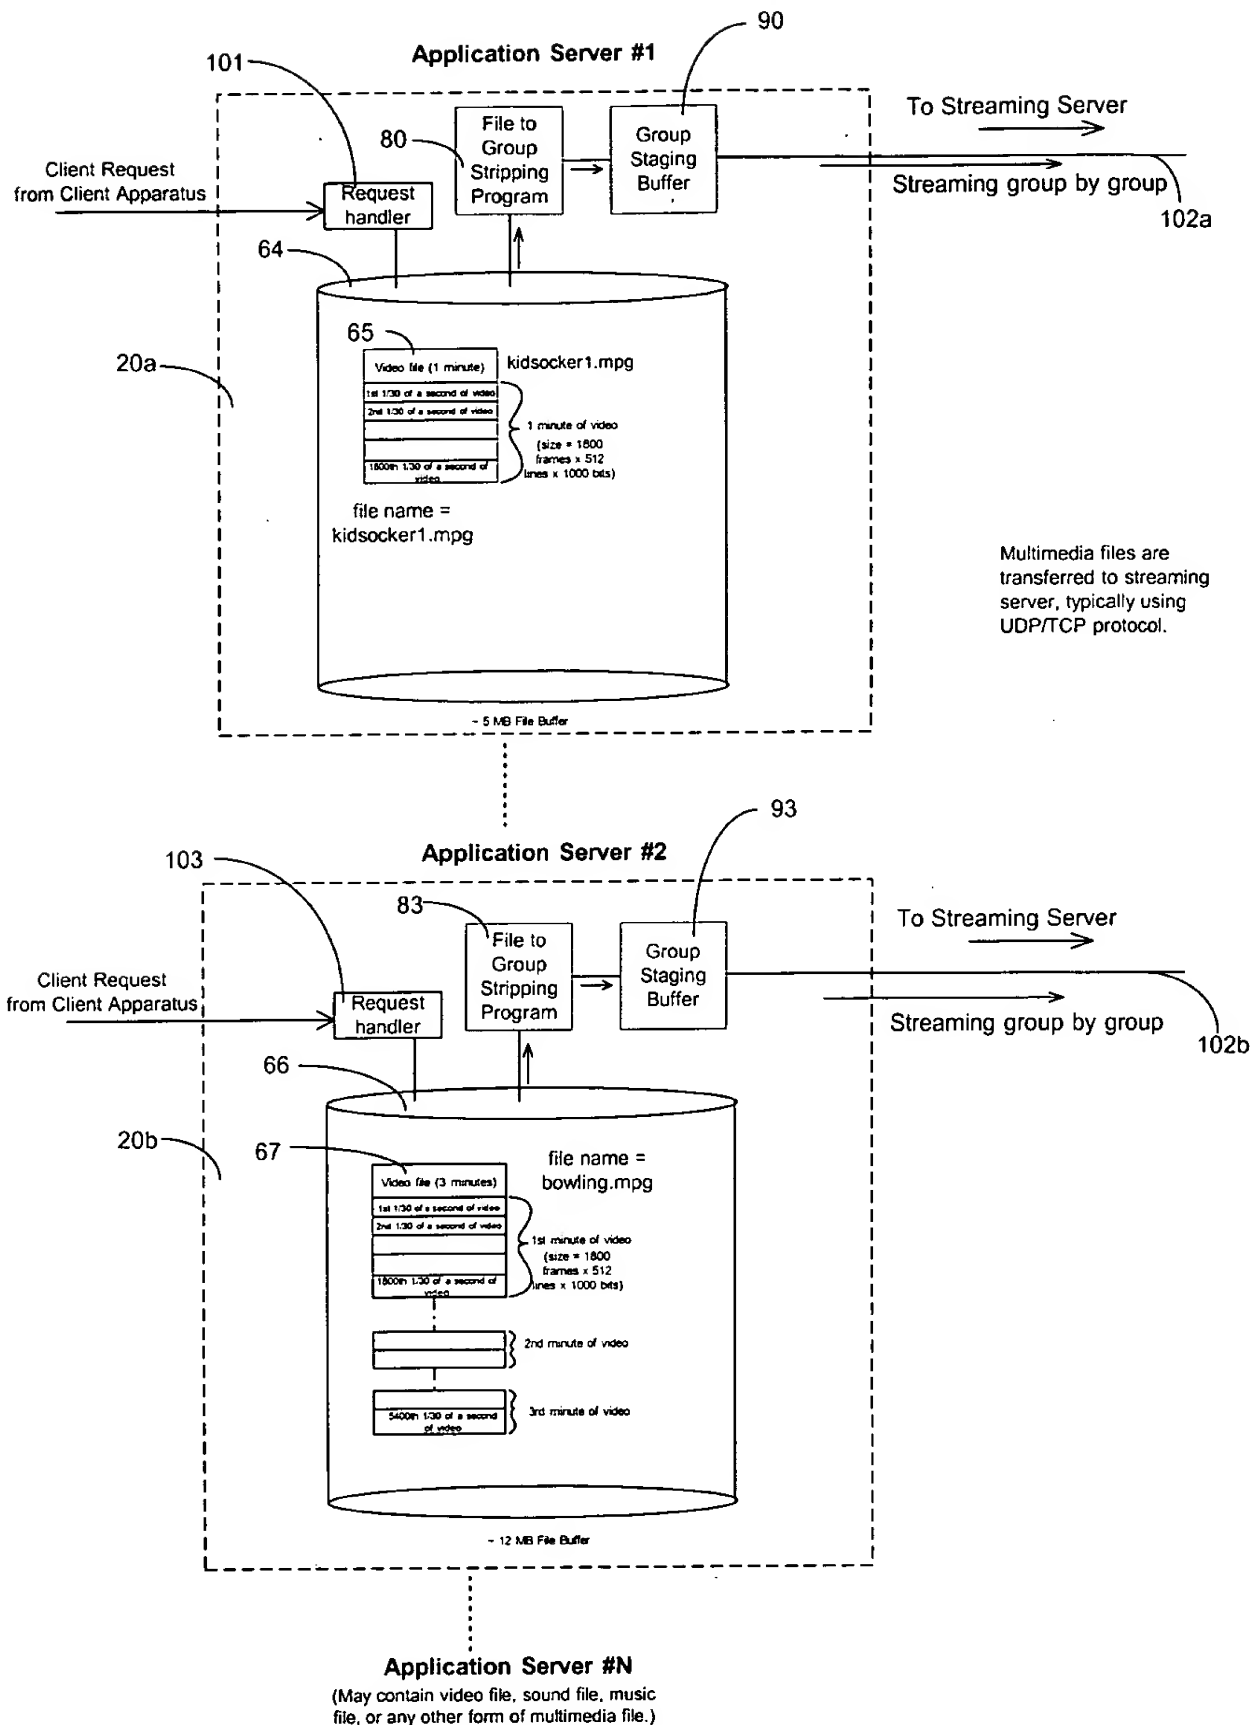 90
Application Server #1
101
To Streaming Server
80
File to
Group
Stripping
Program
Group
Staging
Buffer
Client Request
from Client Apparatus
Request
handler
Streaming group by group
102a
64
65
20a
Video file (1 minute)
kidsocker1.mpg
1st 1/30 of a second of video
2nd 1/30 of a second of video
1 minute of video
(size = 1800
frames x 512
lines x 1000 bits)
1800th 1/30 of a second of
video
file name =
kidsocker1.mpg
Multimedia files are
transferred to streaming
server, typically using
UDP/TCP protocol.
~ 5 MB File Buffer
93
Application Server #2
103
83
To Streaming Server
File to
Group
Stripping
Program
Group
Staging
Buffer
Client Request
from Client Apparatus
Request
handler
Streaming group by group
102b
66
20b
67
file name =
bowling.mpg
Video file (3 minutes)
1st 1/30 of a second of video
2nd 1/30 of a second of video
1st minute of video
(size = 1800
frames x 512
lines x 1000 bits)
1800th 1/30 of a second of
video
2nd minute of video
3rd minute of video
5400th 1/30 of a second
of video
~ 12 MB File Buffer
Application Server #N
(May contain video file, sound file, music
file, or any other form of multimedia file.)